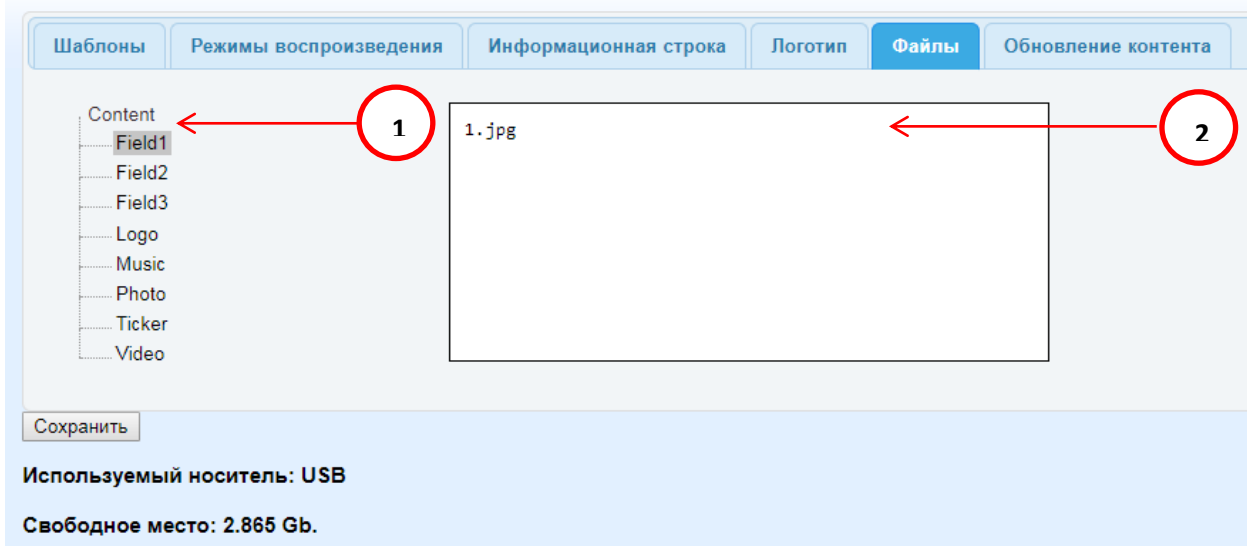 Шаблоны Режимы воспроизведения Информационная строка Логотип Файлы Обновление контента
Content
1
1.jpg
2
Field1
Field2
Field3
Logo
Music
Photo
Ticker
Video
Сохранить
Используемый носитель: USB
Свободное место: 2.865 Gb.